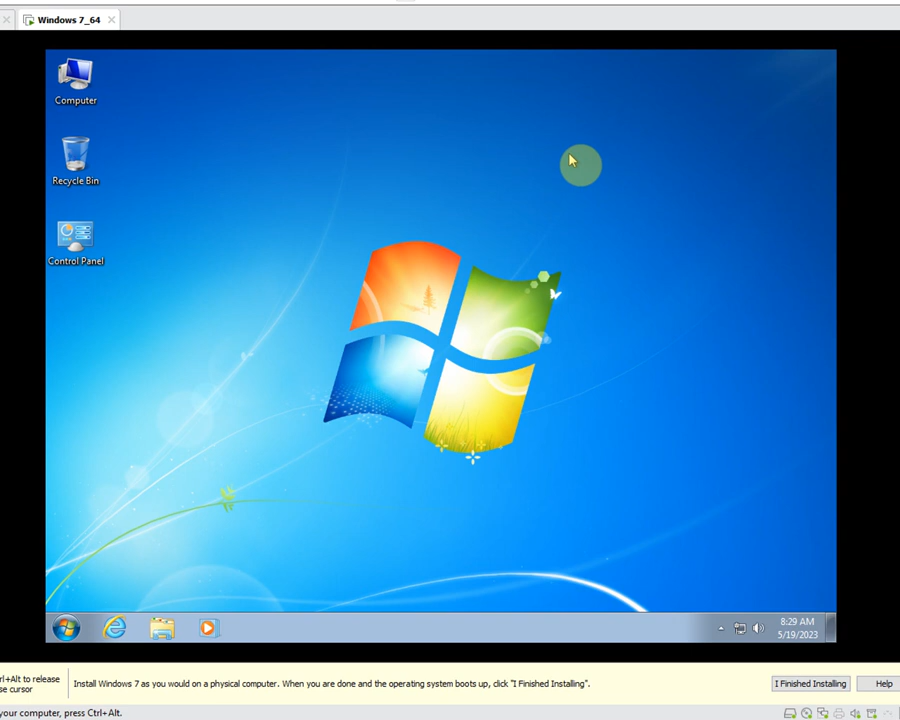 Windows 7_64
Computer
Recycle Bin
Control Panel
8:29 AM
5/19/2023
rl+Alt to release
se cursor
Install Windows 7 as you would on a physical computer. When you are done and the operating system boots up, click "I Finished Installing".
I Finished Installing
Help
your computer, press Ctrl+Alt.